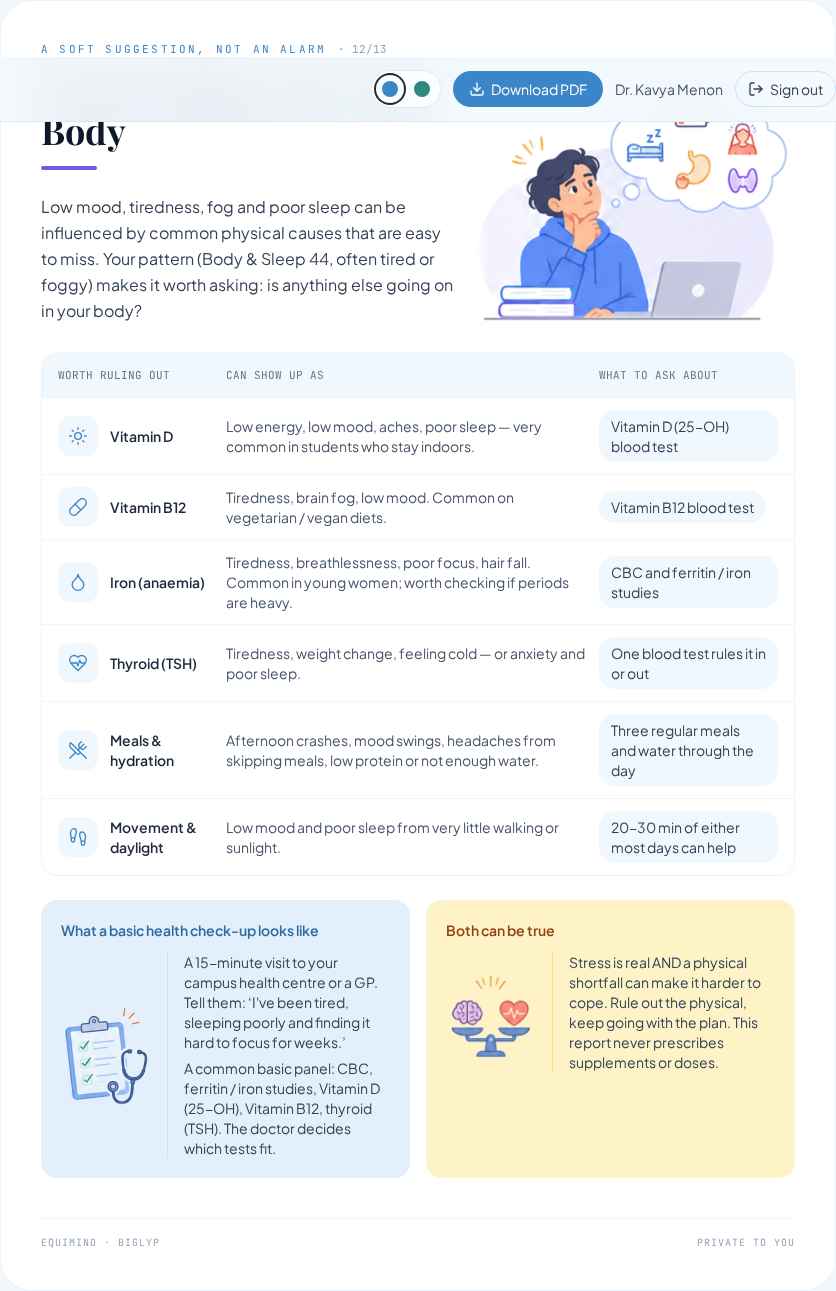 A SOFT SUGGESTION, NOT AN ALARM · 12/13
Download PDF
Dr. Kavya Menon
Sign out
Body
Low mood, tiredness, fog and poor sleep can be
influenced by common physical causes that are easy
to miss. Your pattern (Body & Sleep 44, often tired or
foggy) makes it worth asking: is anything else going on
in your body?
WORTH RULING OUT
CAN SHOW UP AS
WHAT TO ASK ABOUT
Vitamin D
Low energy, low mood, aches, poor sleep — very
common in students who stay indoors.
Vitamin D (25-OH)
blood test
Vitamin B12
Tiredness, brain fog, low mood. Common on
vegetarian / vegan diets.
Vitamin B12 blood test
Iron (anaemia)
Tiredness, breathlessness, poor focus, hair fall.
Common in young women; worth checking if periods
are heavy.
CBC and ferritin / iron
studies
Thyroid (TSH)
Tiredness, weight change, feeling cold — or anxiety and
poor sleep.
One blood test rules it in
or out
Meals &
hydration
Afternoon crashes, mood swings, headaches from
skipping meals, low protein or not enough water.
Three regular meals
and water through the
day
Movement &
daylight
Low mood and poor sleep from very little walking or
sunlight.
20–30 min of either
most days can help
What a basic health check-up looks like
A 15-minute visit to your
campus health centre or a GP.
Tell them: ‘I’ve been tired,
sleeping poorly and finding it
hard to focus for weeks.’
A common basic panel: CBC,
ferritin / iron studies, Vitamin D
(25-OH), Vitamin B12, thyroid
(TSH). The doctor decides
which tests fit.
Both can be true
Stress is real AND a physical
shortfall can make it harder to
cope. Rule out the physical,
keep going with the plan. This
report never prescribes
supplements or doses.
EQUIMIND · BIGLYP
PRIVATE TO YOU